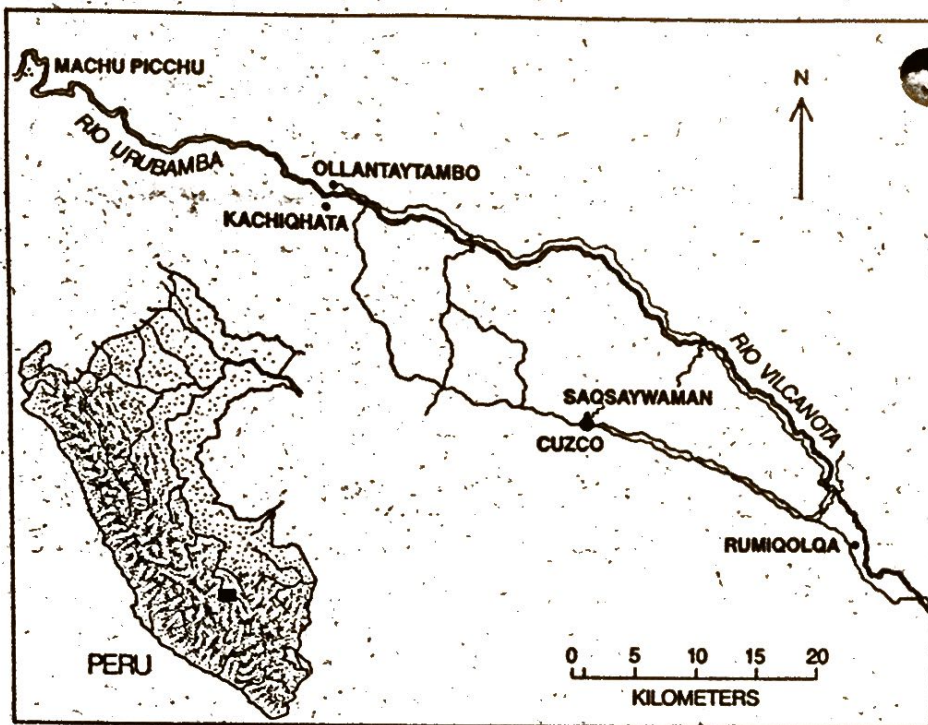 MACHU PICCHU
N
RIO URUBAMBA
OLLANTAYTAMBO
KACHIQHATA
RIO VILCANOTA
SAQSAYWAMAN
CUZCO
RUMIQOLQA
PERU
0 5 10 15 20
KILOMETERS